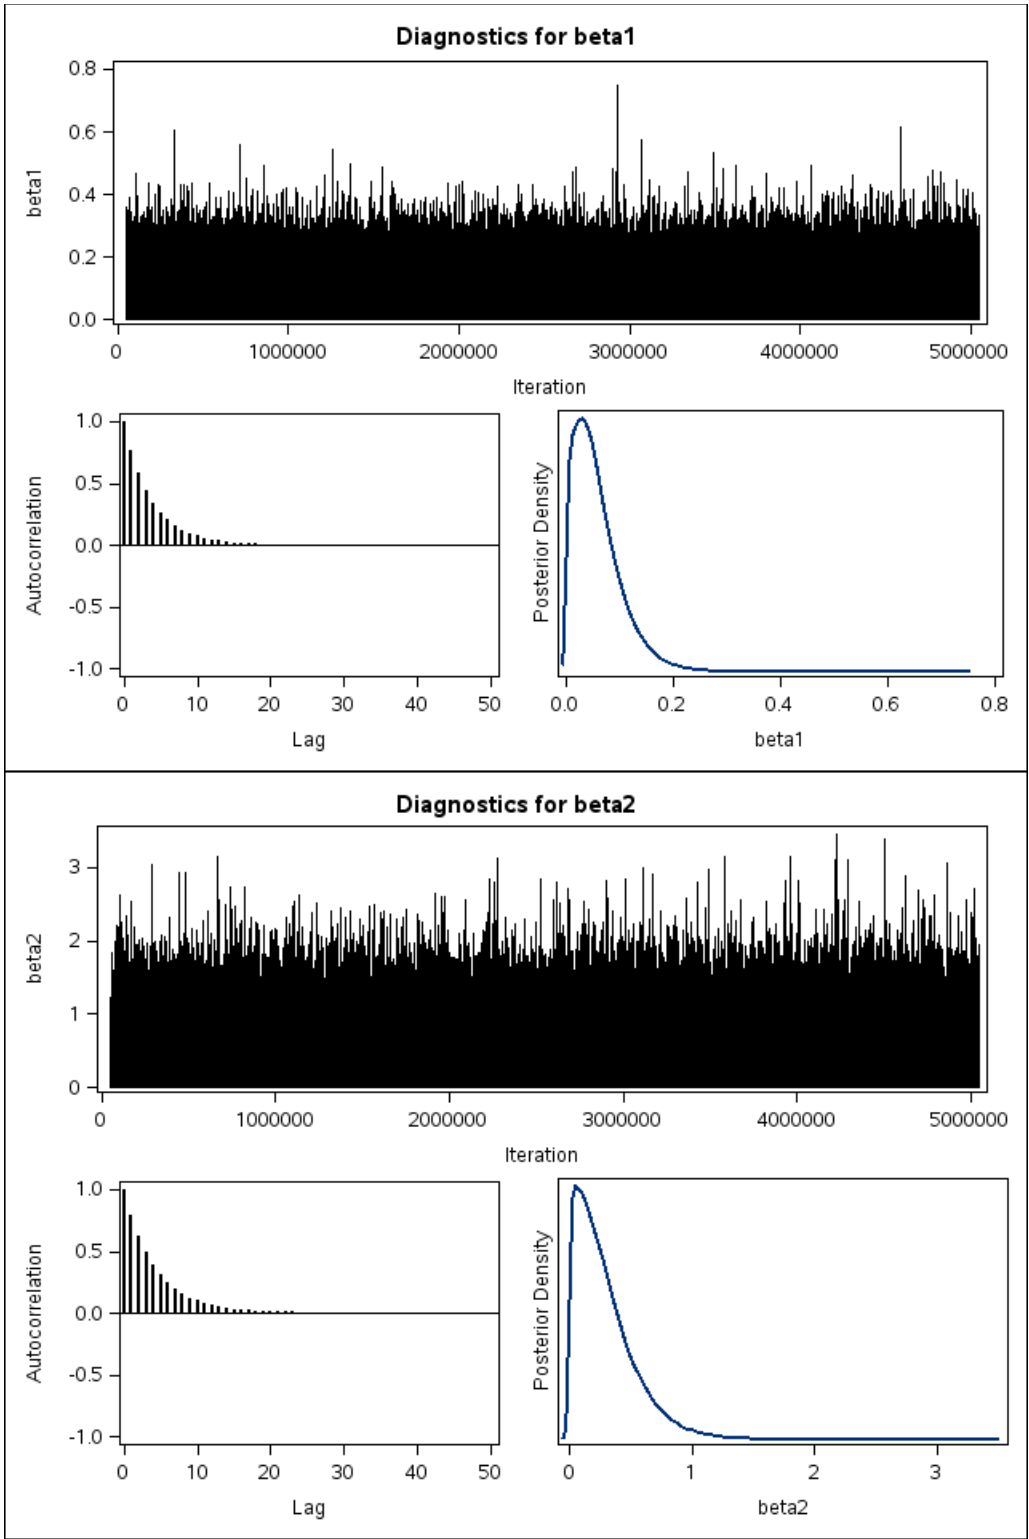 Diagnostics for beta1
0.8
0.6
0.4
0.2
0.0
beta1
0 1000000 2000000 3000000 4000000 5000000
Iteration
1.0
0.5
0.0
-0.5
-1.0
Autocorrelation
0 10 20 30 40 50
Lag
Posterior Density
0.0 0.2 0.4 0.6 0.8
beta1
Diagnostics for beta2
3
2
1
0
beta2
0 1000000 2000000 3000000 4000000 5000000
Iteration
1.0
0.5
0.0
-0.5
-1.0
Autocorrelation
0 10 20 30 40 50
Lag
Posterior Density
0 1 2 3
beta2